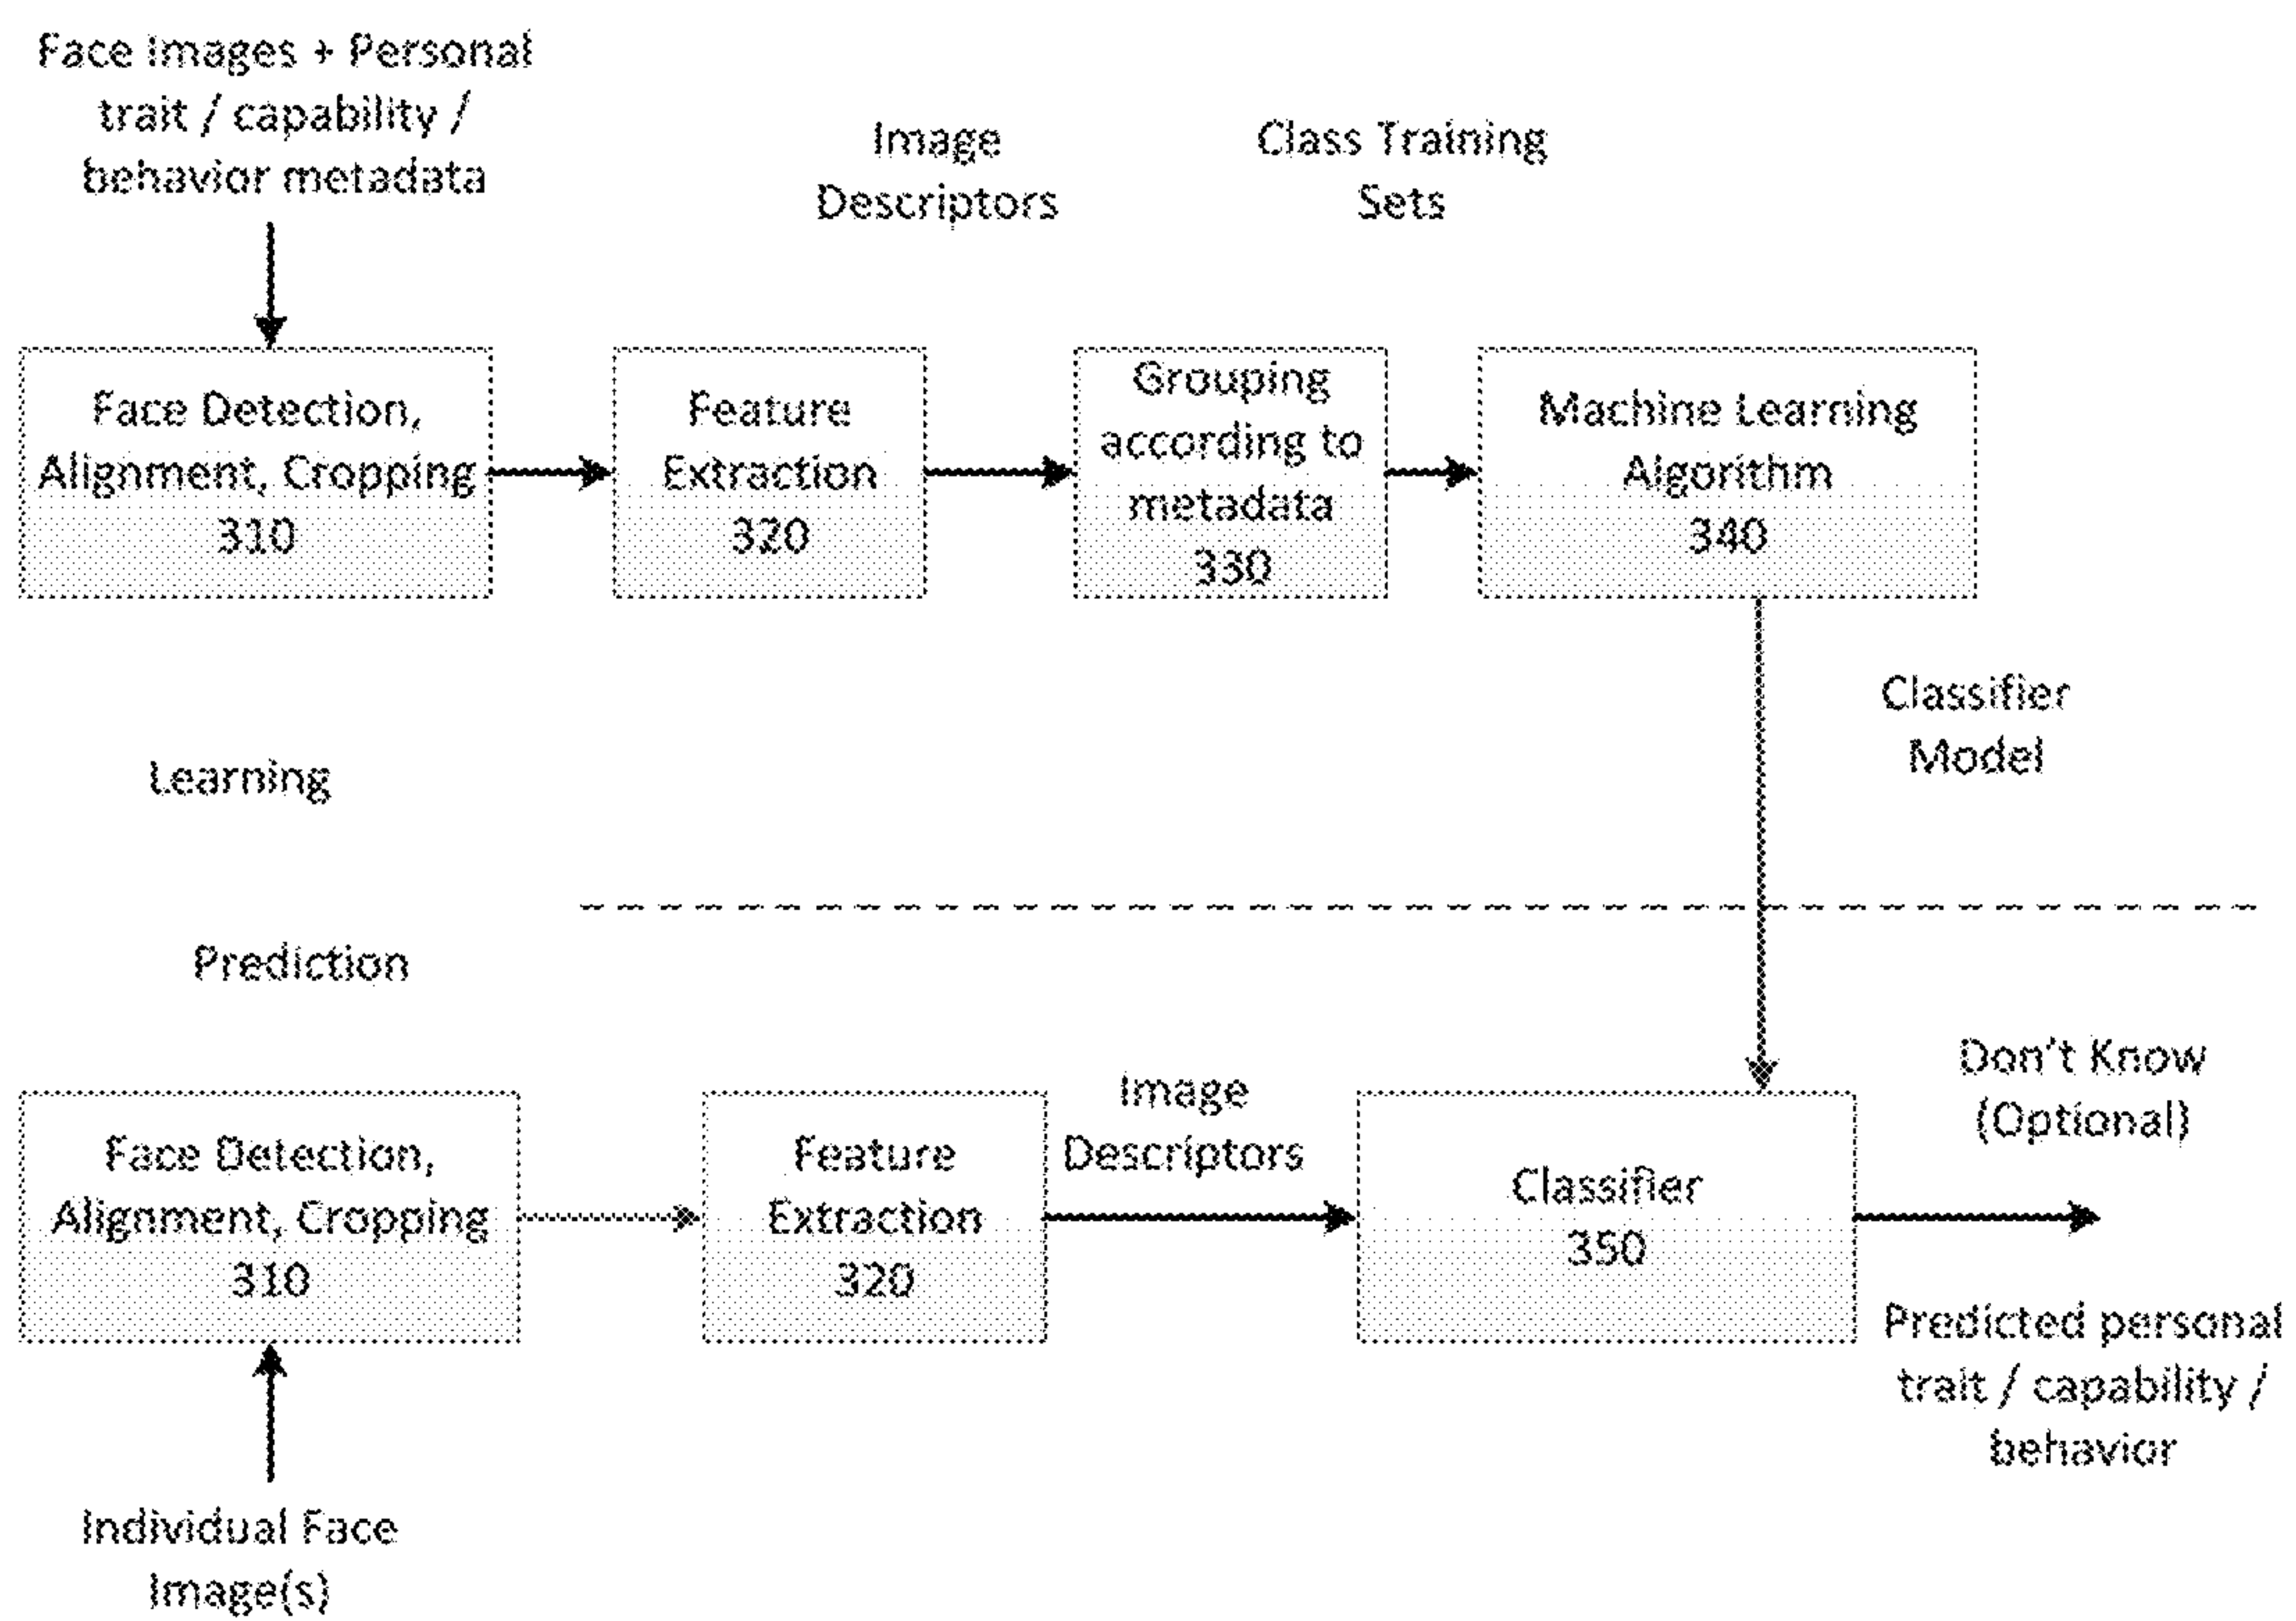 Face Images + Personal
trait / capability /
behavior metadata
Image
Descriptors
Class Training
Sets
Face Detection,
Alignment, Cropping
310
Feature
Extraction
320
Grouping
according to
metadata
330
Machine Learning
Algorithm
340
Classifier
Model
Learning
Prediction
Face Detection,
Alignment, Cropping
310
Feature
Extraction
320
Image
Descriptors
Classifier
350
Don't Know
(Optional)
Predicted personal
trait / capability /
behavior
Individual Face
Image(s)